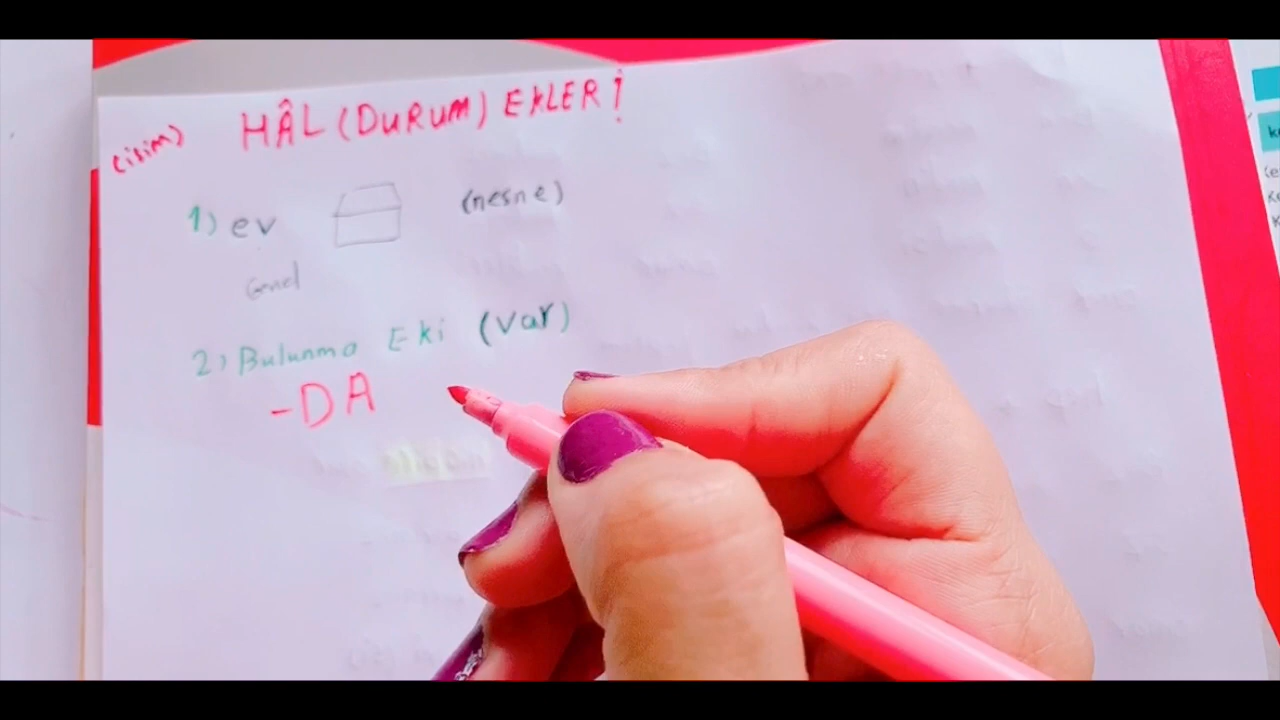 (isim) HÂL (DURUM) EKLERİ
1) ev (nesne)
Genel
2) Bulunma Eki (var)
-DA